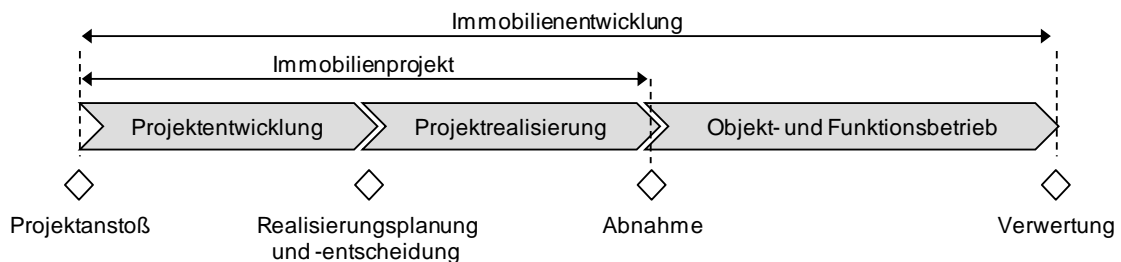 Immobilienentwicklung
Immobilienprojekt
Projektentwicklung
Projektrealisierung
Objekt- und Funktionsbetrieb
Projektanstoß
Realisierungsplanung
und -entscheidung
Abnahme
Verwertung